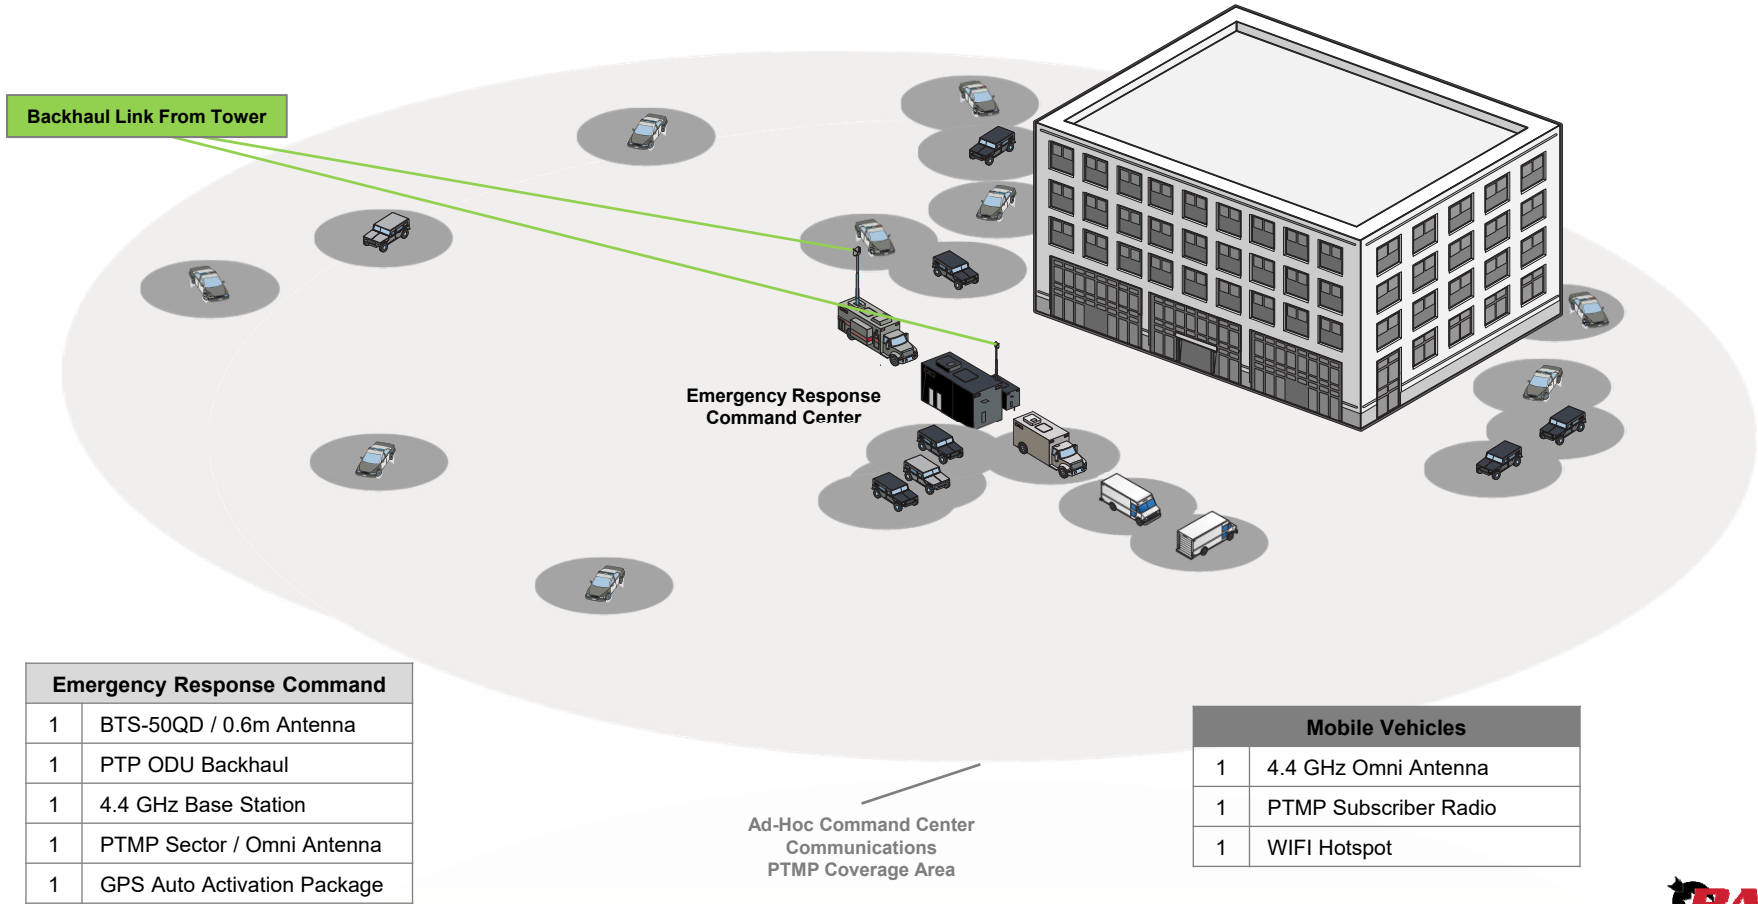 Backhaul Link From Tower
Emergency Response
Command Center
Emergency Response Command
1 BTS-50QD / 0.6m Antenna
1 PTP ODU Backhaul
1 4.4 GHz Base Station
1 PTMP Sector / Omni Antenna
1 GPS Auto Activation Package
Ad-Hoc Command Center
Communications
PTMP Coverage Area
Mobile Vehicles
1 4.4 GHz Omni Antenna
1 PTMP Subscriber Radio
1 WIFI Hotspot